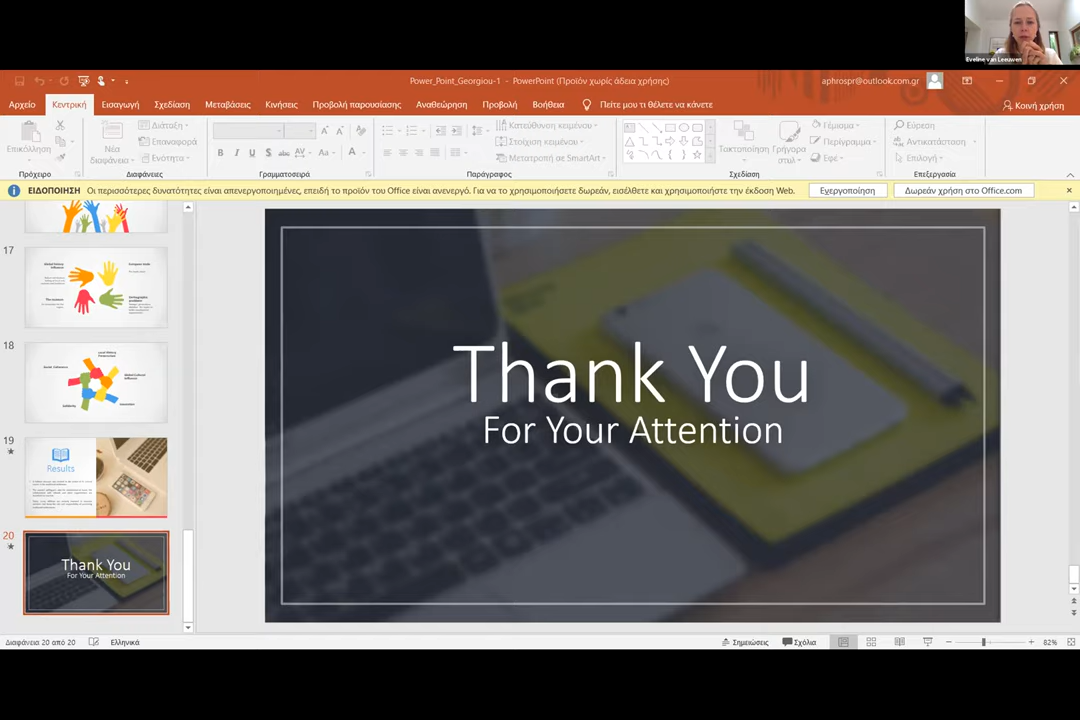 Eveline van Leeuwen
Power_Point_Georgiou-1 - PowerPoint (Προϊόν χωρίς άδεια χρήσης)
aphrospr@outlook.com.gr
Αρχείο Κεντρική Εισαγωγή Σχεδίαση Μεταβάσεις Κινήσεις Προβολή παρουσίασης Αναθεώρηση Προβολή Βοήθεια Πείτε μου τι θέλετε να κάνετε Κοινή χρήση
Επικόλληση
Νέα διαφάνεια
Διάταξη
Επαναφορά
Ενότητα
B I U S abc AV Aa A
Κατεύθυνση κειμένου
Στοίχιση κειμένου
Μετατροπή σε SmartArt
Τακτοποίηση
Γρήγορα στυλ
Γέμισμα
Περίγραμμα
Εφέ
Εύρεση
Αντικατάσταση
Επιλογή
Πρόχειρο Διαφάνειες Γραμματοσειρά Παράγραφος Σχεδίαση Επεξεργασία
ΕΙΔΟΠΟΙΗΣΗ Οι περισσότερες δυνατότητες είναι απενεργοποιημένες, επειδή το προϊόν του Office είναι ανενεργό. Για να το χρησιμοποιήσετε δωρεάν, εισέλθετε και χρησιμοποιήστε την έκδοση Web. Ενεργοποίηση Δωρεάν χρήση στο Office.com
17
18
19
Results
20
Thank You
For Your Attention
Thank You
For Your Attention
Διαφάνεια 20 από 20 Ελληνικά Σημειώσεις Σχόλια 82%